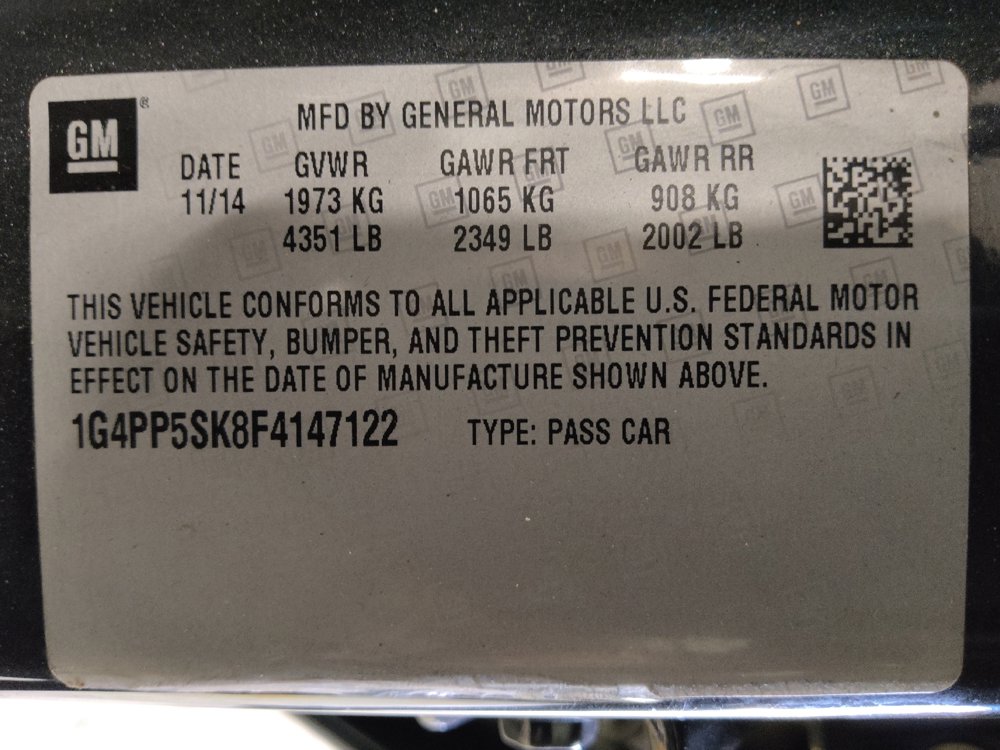 GM ®
MFD BY GENERAL MOTORS LLC
DATE GVWR GAWR FRT GAWR RR
11/14 1973 KG 1065 KG 908 KG
4351 LB 2349 LB 2002 LB
THIS VEHICLE CONFORMS TO ALL APPLICABLE U.S. FEDERAL MOTOR
VEHICLE SAFETY, BUMPER, AND THEFT PREVENTION STANDARDS IN
EFFECT ON THE DATE OF MANUFACTURE SHOWN ABOVE.
1G4PP5SK8F4147122 TYPE: PASS CAR